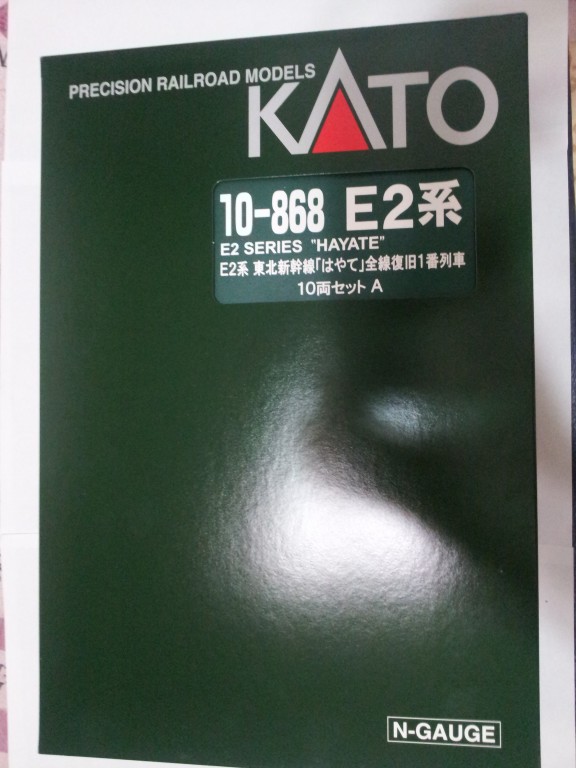 PRECISION RAILROAD MODELS
KATO
10-868 E2系
E2 SERIES "HAYATE"
E2系 東北新幹線「はやて」全線復旧1番列車
10両セット A
N-GAUGE